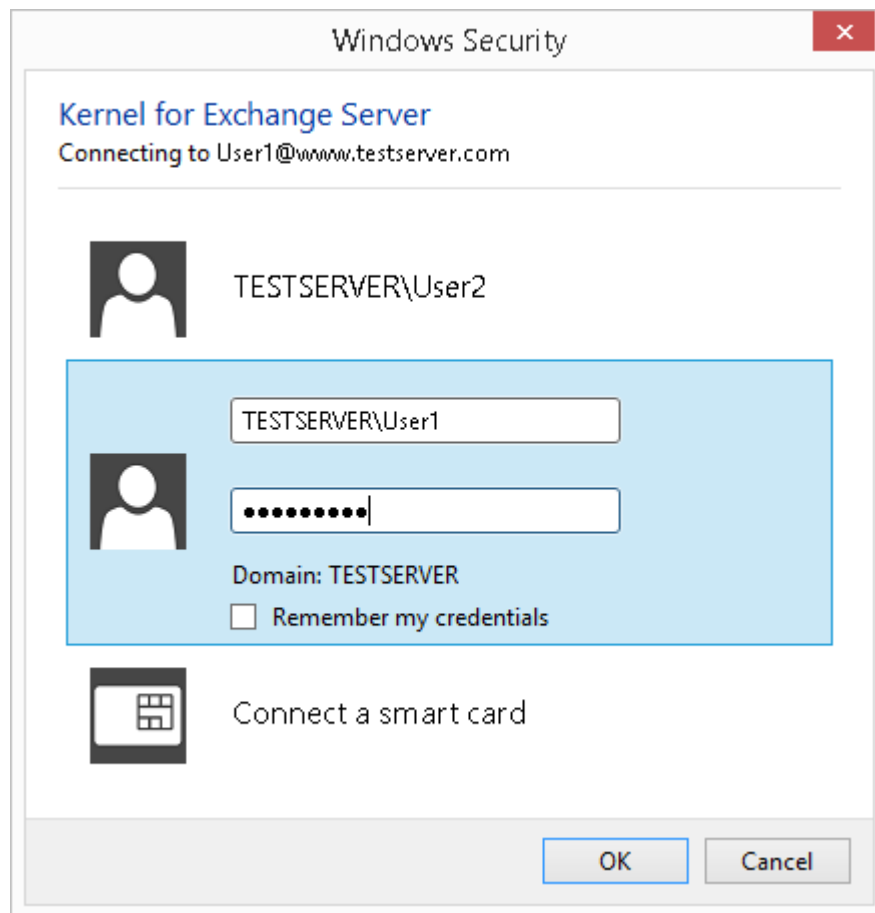 Windows Security
Kernel for Exchange Server
Connecting to User1@www.testserver.com
TESTSERVER\User2
TESTSERVER\User1
●●●●●●●●●
Domain: TESTSERVER
Remember my credentials
Connect a smart card
OK
Cancel